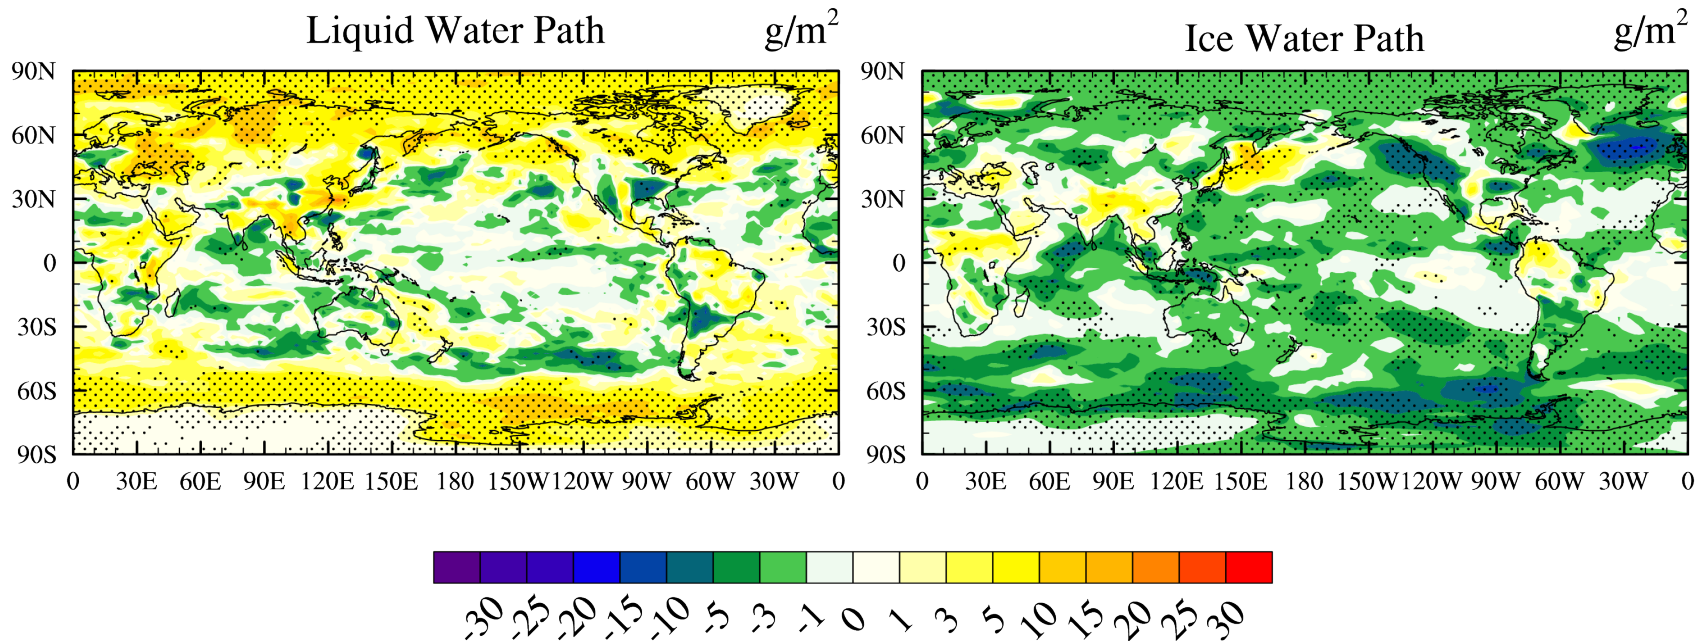 Liquid Water Path g/m²
Ice Water Path g/m²
90N
60N
30N
0
30S
60S
90S
0 30E 60E 90E 120E 150E 180 150W 120W 90W 60W 30W 0
90N
60N
30N
0
30S
60S
90S
0 30E 60E 90E 120E 150E 180 150W 120W 90W 60W 30W 0
-30 -25 -20 -15 -10 -5 -3 -1 0 1 3 5 10 15 20 25 30